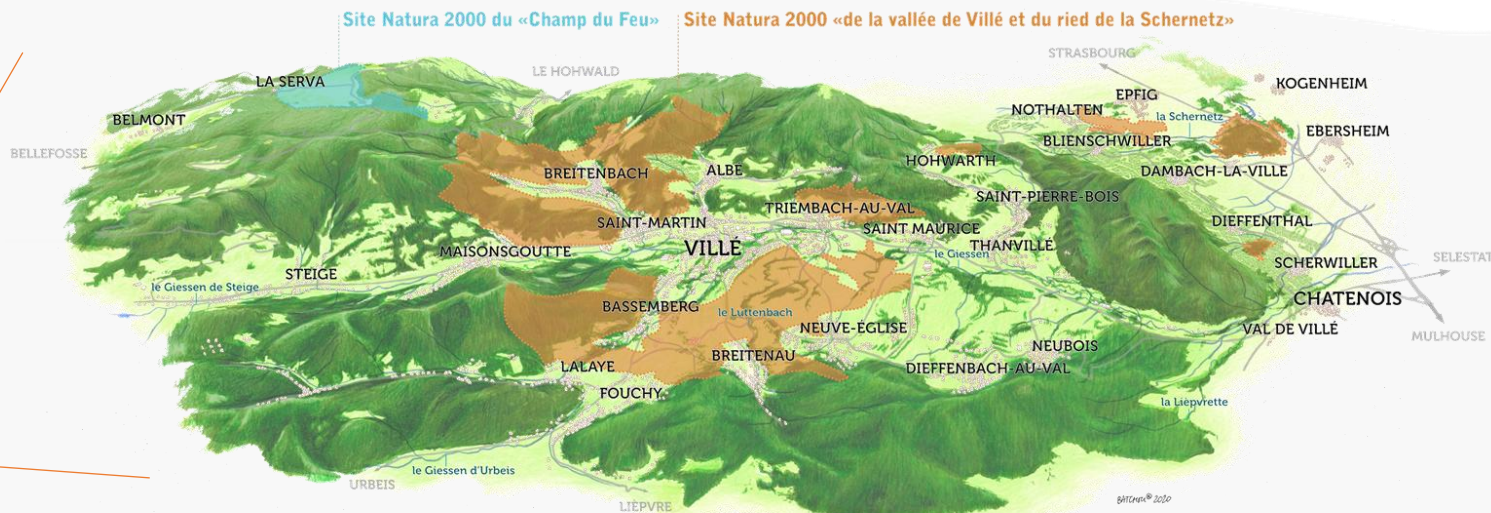 Site Natura 2000 du «Champ du Feu»
Site Natura 2000 «de la vallée de Villé et du ried de la Schernetz»
STRASBOURG
LE HOHWALD
LA SERVA
KOGENHEIM
EPFIG
NOTHALTEN
la Schernetz
BELMONT
EBERSHEIM
BLIENSCHWILLER
BELLEFOSSE
HOHWARTH
ALBE
BREITENBACH
DAMBACH-LA-VILLE
SAINT-PIERRE-BOIS
TRIEMBACH-AU-VAL
SAINT-MARTIN
DIEFFENTHAL
SAINT MAURICE
VILLÉ
THANVILLÉ
MAISONSGOUTTE
le Giessen
SELESTAT
SCHERWILLER
STEIGE
le Giessen de Steige
CHATENOIS
BASSEMBERG
le Luttenbach
NEUVE-ÉGLISE
VAL DE VILLÉ
MULHOUSE
NEUBOIS
BREITENAU
LALAYE
DIEFFENBACH-AU-VAL
FOUCHY
la Liepvrette
le Giessen d'Urbeis
URBEIS
LIEPVRE
2020